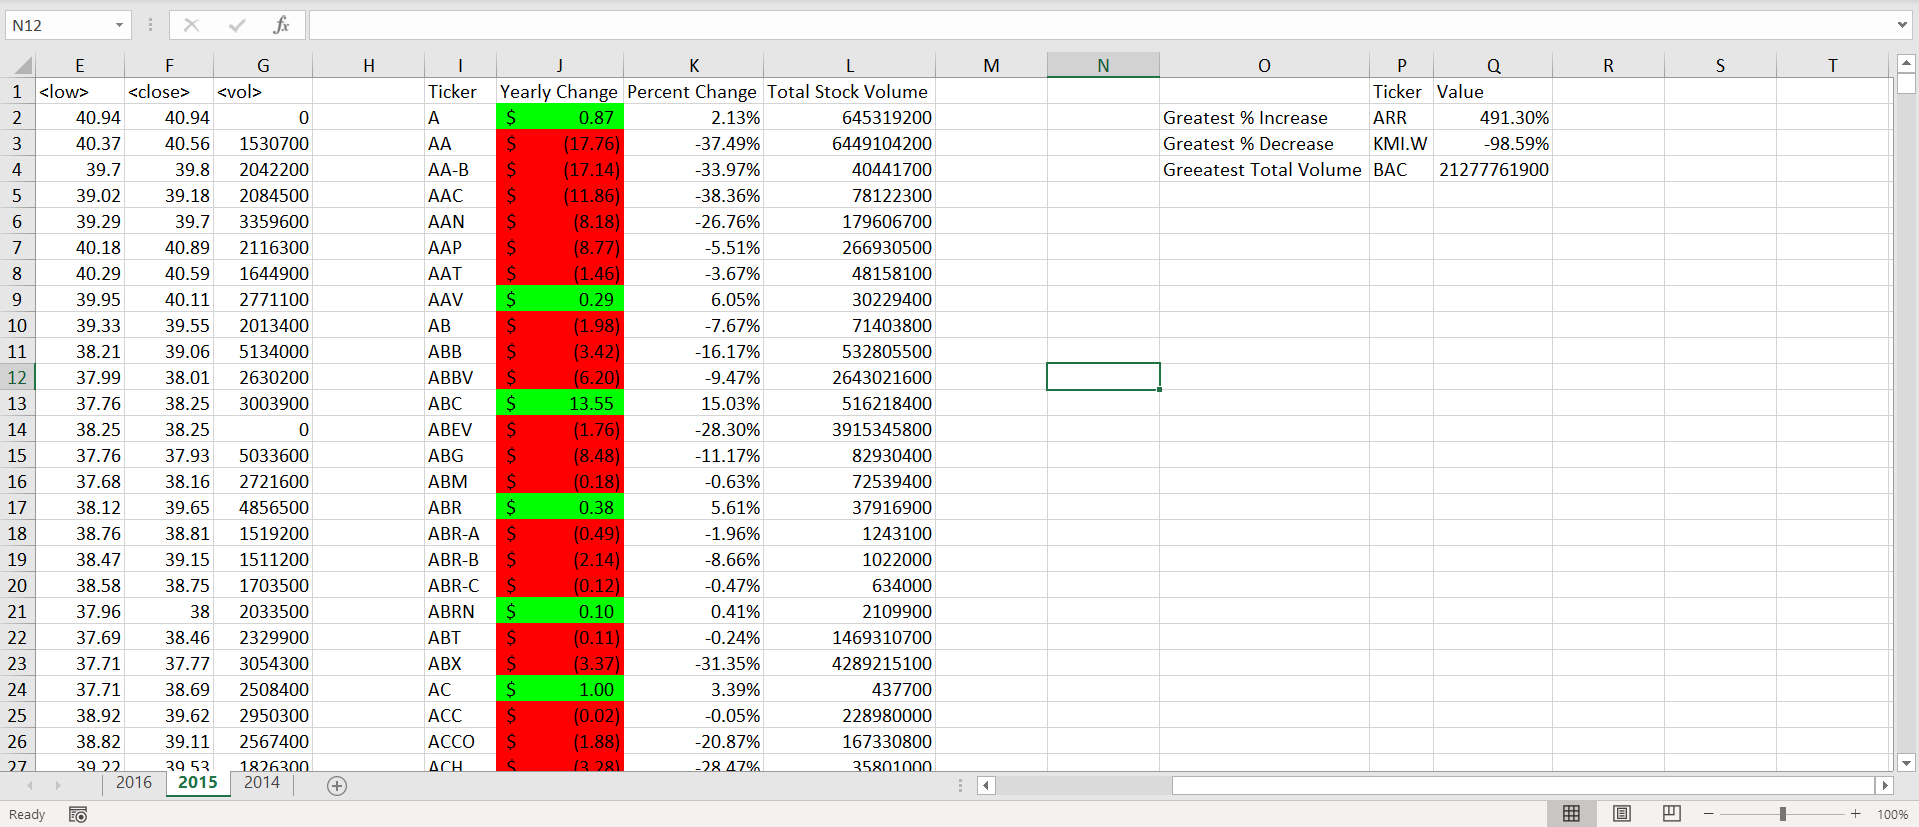 N12 fx
E F G H I J K L M N O P Q R S T
1 <low> <close> <vol> Ticker Yearly Change Percent Change Total Stock Volume Ticker Value
2 40.94 40.94 0 A $ 0.87 2.13% 645319200 Greatest % Increase ARR 491.30%
3 40.37 40.56 1530700 AA $ (17.76) -37.49% 6449104200 Greatest % Decrease KMI.W -98.59%
4 39.7 39.8 2042200 AA-B $ (17.14) -33.97% 40441700 Greeatest Total Volume BAC 21277761900
5 39.02 39.18 2084500 AAC $ (11.86) -38.36% 78122300
6 39.29 39.7 3359600 AAN $ (8.18) -26.76% 179606700
7 40.18 40.89 2116300 AAP $ (8.77) -5.51% 266930500
8 40.29 40.59 1644900 AAT $ (1.46) -3.67% 48158100
9 39.95 40.11 2771100 AAV $ 0.29 6.05% 30229400
10 39.33 39.55 2013400 AB $ (1.98) -7.67% 71403800
11 38.21 39.06 5134000 ABB $ (3.42) -16.17% 532805500
12 37.99 38.01 2630200 ABBV $ (6.20) -9.47% 2643021600
13 37.76 38.25 3003900 ABC $ 13.55 15.03% 516218400
14 38.25 38.25 0 ABEV $ (1.76) -28.30% 3915345800
15 37.76 37.93 5033600 ABG $ (8.48) -11.17% 82930400
16 37.68 38.16 2721600 ABM $ (0.18) -0.63% 72539400
17 38.12 39.65 4856500 ABR $ 0.38 5.61% 37916900
18 38.76 38.81 1519200 ABR-A $ (0.49) -1.96% 1243100
19 38.47 39.15 1511200 ABR-B $ (2.14) -8.66% 1022000
20 38.58 38.75 1703500 ABR-C $ (0.12) -0.47% 634000
21 37.96 38 2033500 ABRN $ 0.10 0.41% 2109900
22 37.69 38.46 2329900 ABT $ (0.11) -0.24% 1469310700
23 37.71 37.77 3054300 ABX $ (3.37) -31.35% 4289215100
24 37.71 38.69 2508400 AC $ 1.00 3.39% 437700
25 38.92 39.62 2950300 ACC $ (0.02) -0.05% 228980000
26 38.82 39.11 2567400 ACCO $ (1.88) -20.87% 167330800
27 39.22 39.53 1826300 ACH $ (3.28) -28.47% 35801000
2016 2015 2014
Ready 100%